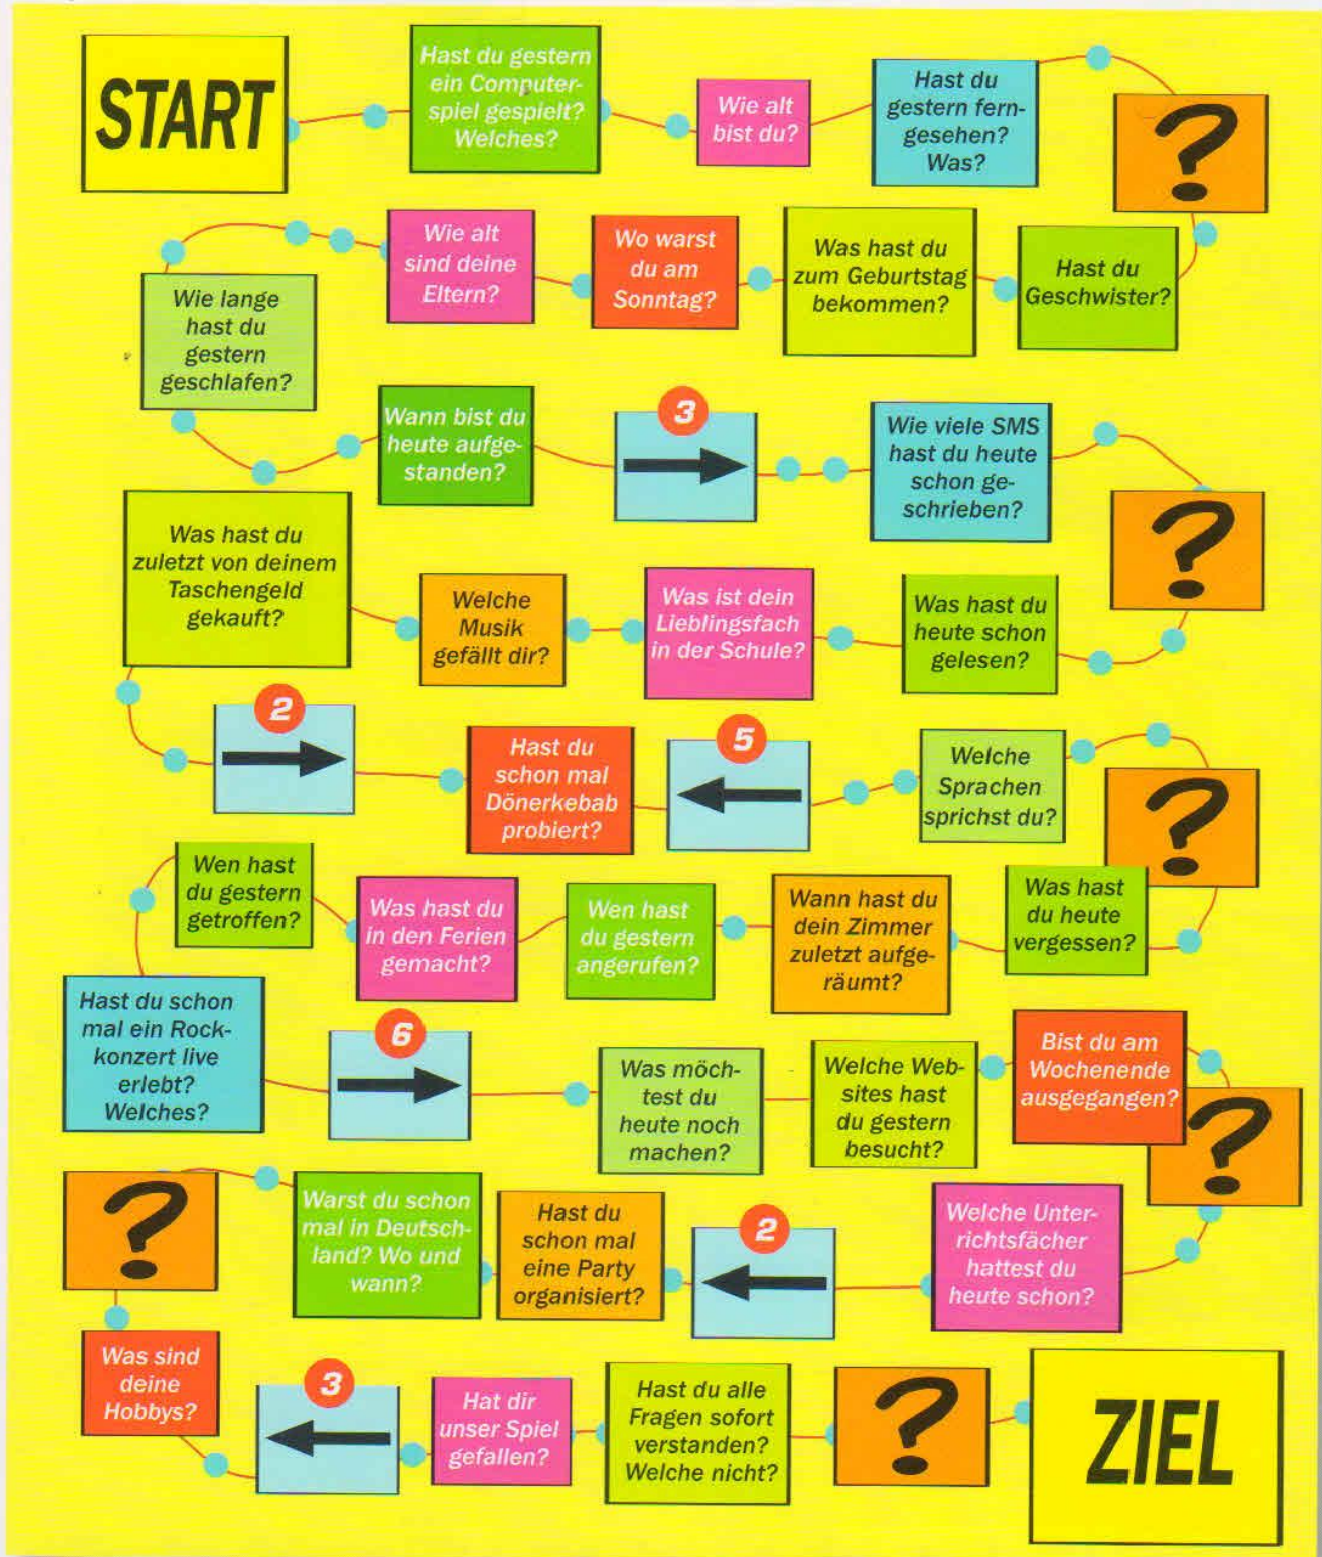 START
Hast du gestern
ein Computer-
spiel gespielt?
Welches?
Wie alt
bist du?
Hast du
gestern fern-
gesehen?
Was?
?
Hast du
Geschwister?
Was hast du
zum Geburtstag
bekommen?
Wo warst
du am
Sonntag?
Wie alt
sind deine
Eltern?
Wie lange
hast du
gestern
geschlafen?
Wann bist du
heute aufge-
standen?
3
Wie viele SMS
hast du heute
schon ge-
schrieben?
?
Was hast du
heute schon
gelesen?
Was ist dein
Lieblingsfach
in der Schule?
Welche
Musik
gefällt dir?
Was hast du
zuletzt von deinem
Taschengeld
gekauft?
2
Hast du
schon mal
Dönerkebab
probiert?
5
Welche
Sprachen
sprichst du?
?
Was hast
du heute
vergessen?
Wann hast du
dein Zimmer
zuletzt aufge-
räumt?
Wen hast
du gestern
angerufen?
Was hast du
in den Ferien
gemacht?
Wen hast
du gestern
getroffen?
Hast du schon
mal ein Rock-
konzert live
erlebt?
Welches?
6
Was möch-
test du
heute noch
machen?
Welche Web-
sites hast
du gestern
besucht?
Bist du am
Wochenende
ausgegangen?
?
Welche Unter-
richtsfächer
hattest du
heute schon?
2
Hast du
schon mal
eine Party
organisiert?
Warst du schon
mal in Deutsch-
land? Wo und
wann?
?
Was sind
deine
Hobbys?
3
Hat dir
unser Spiel
gefallen?
Hast du alle
Fragen sofort
verstanden?
Welche nicht?
?
ZIEL